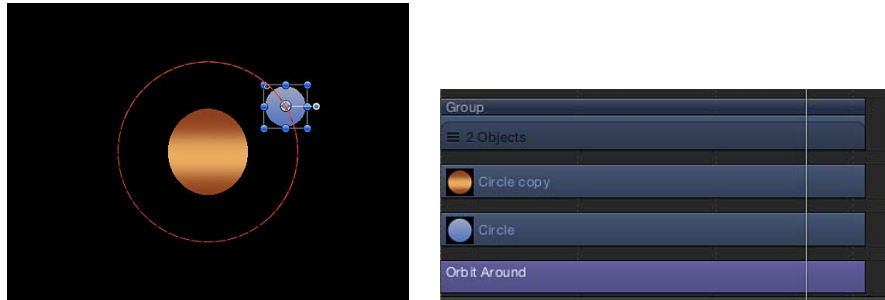 Group
2 Objects
Circle copy
Circle
Orbit Around